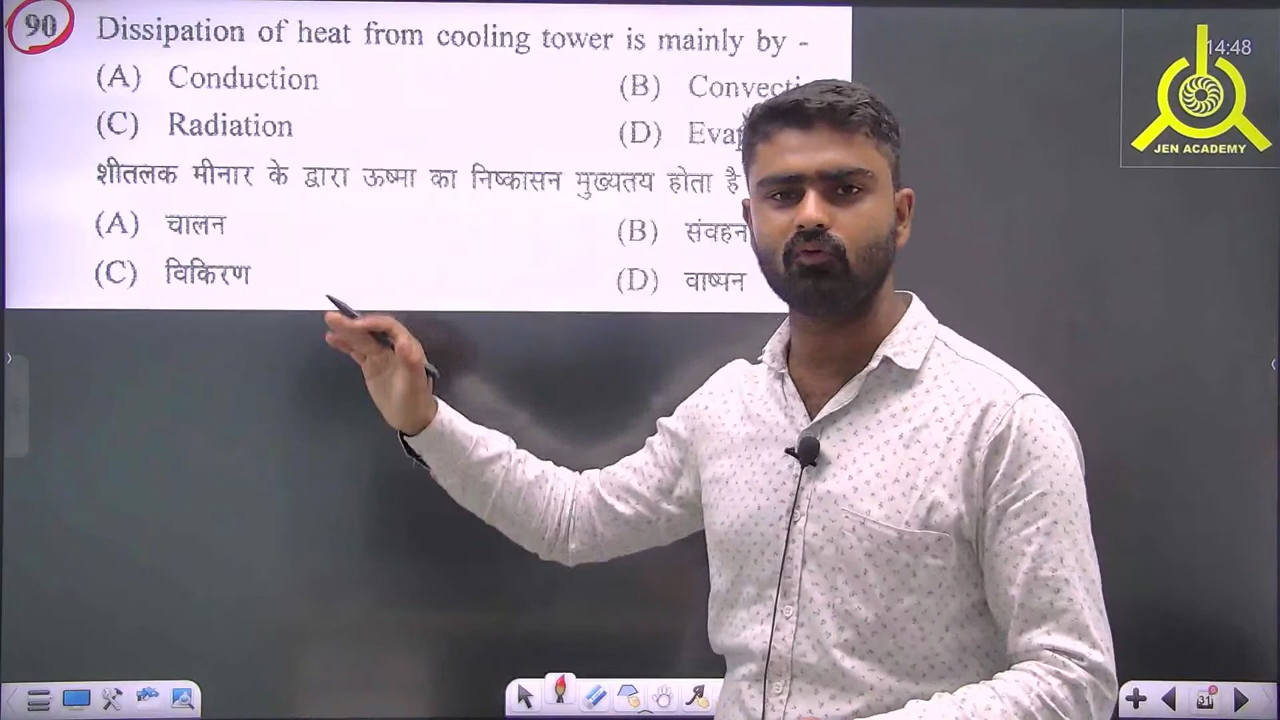 90 Dissipation of heat from cooling tower is mainly by -
(A) Conduction (B)
(C) Radiation (D)
शीतलक मीनार के द्वारा ऊष्मा का निष्कासन मुख्यतय होता है
(A) चालन (B) संवहन
(C) विकिरण (D) वाष्पन
14:48
JEN ACADEMY
31